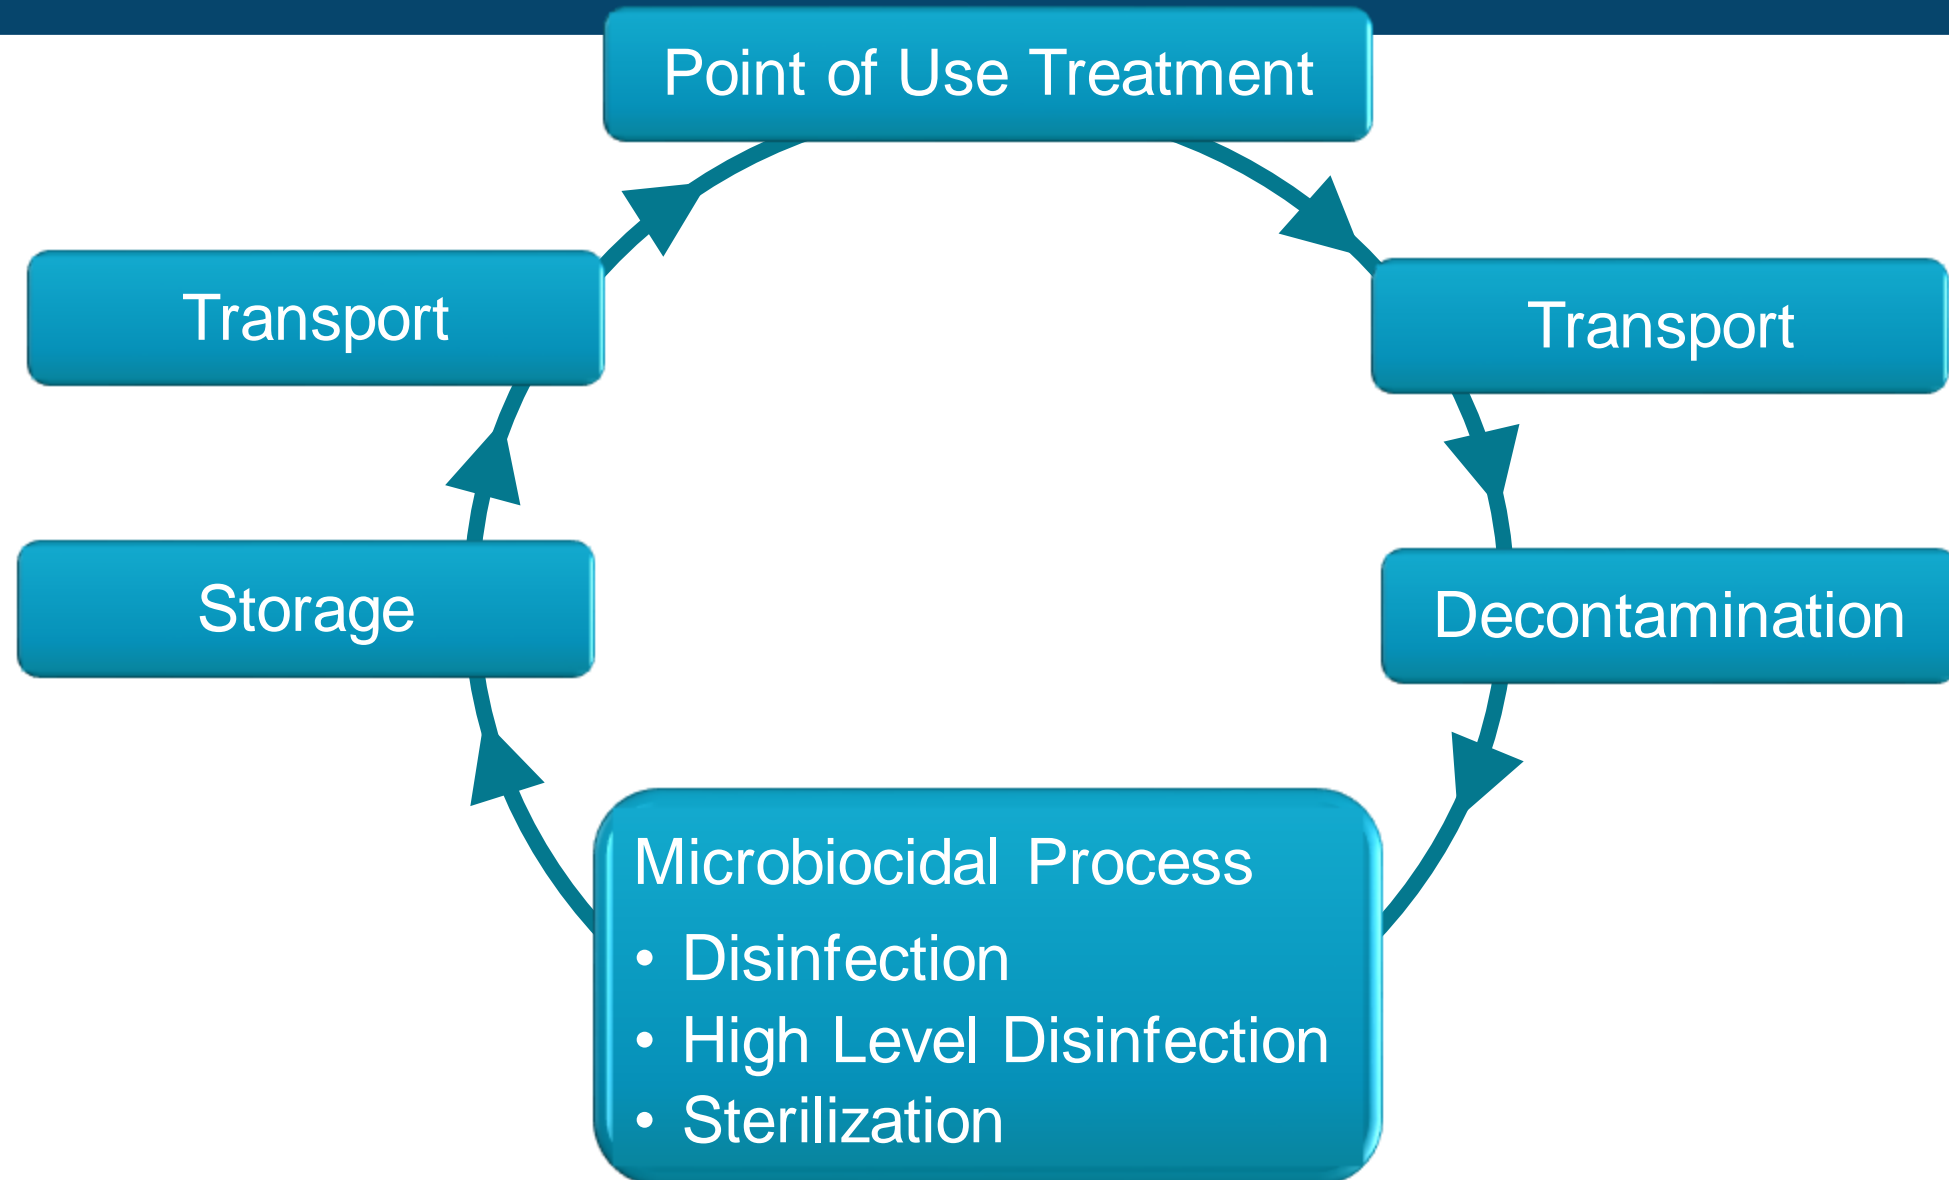 Point of Use Treatment
Transport
Transport
Storage
Decontamination
Microbiocidal Process
• Disinfection
• High Level Disinfection
• Sterilization